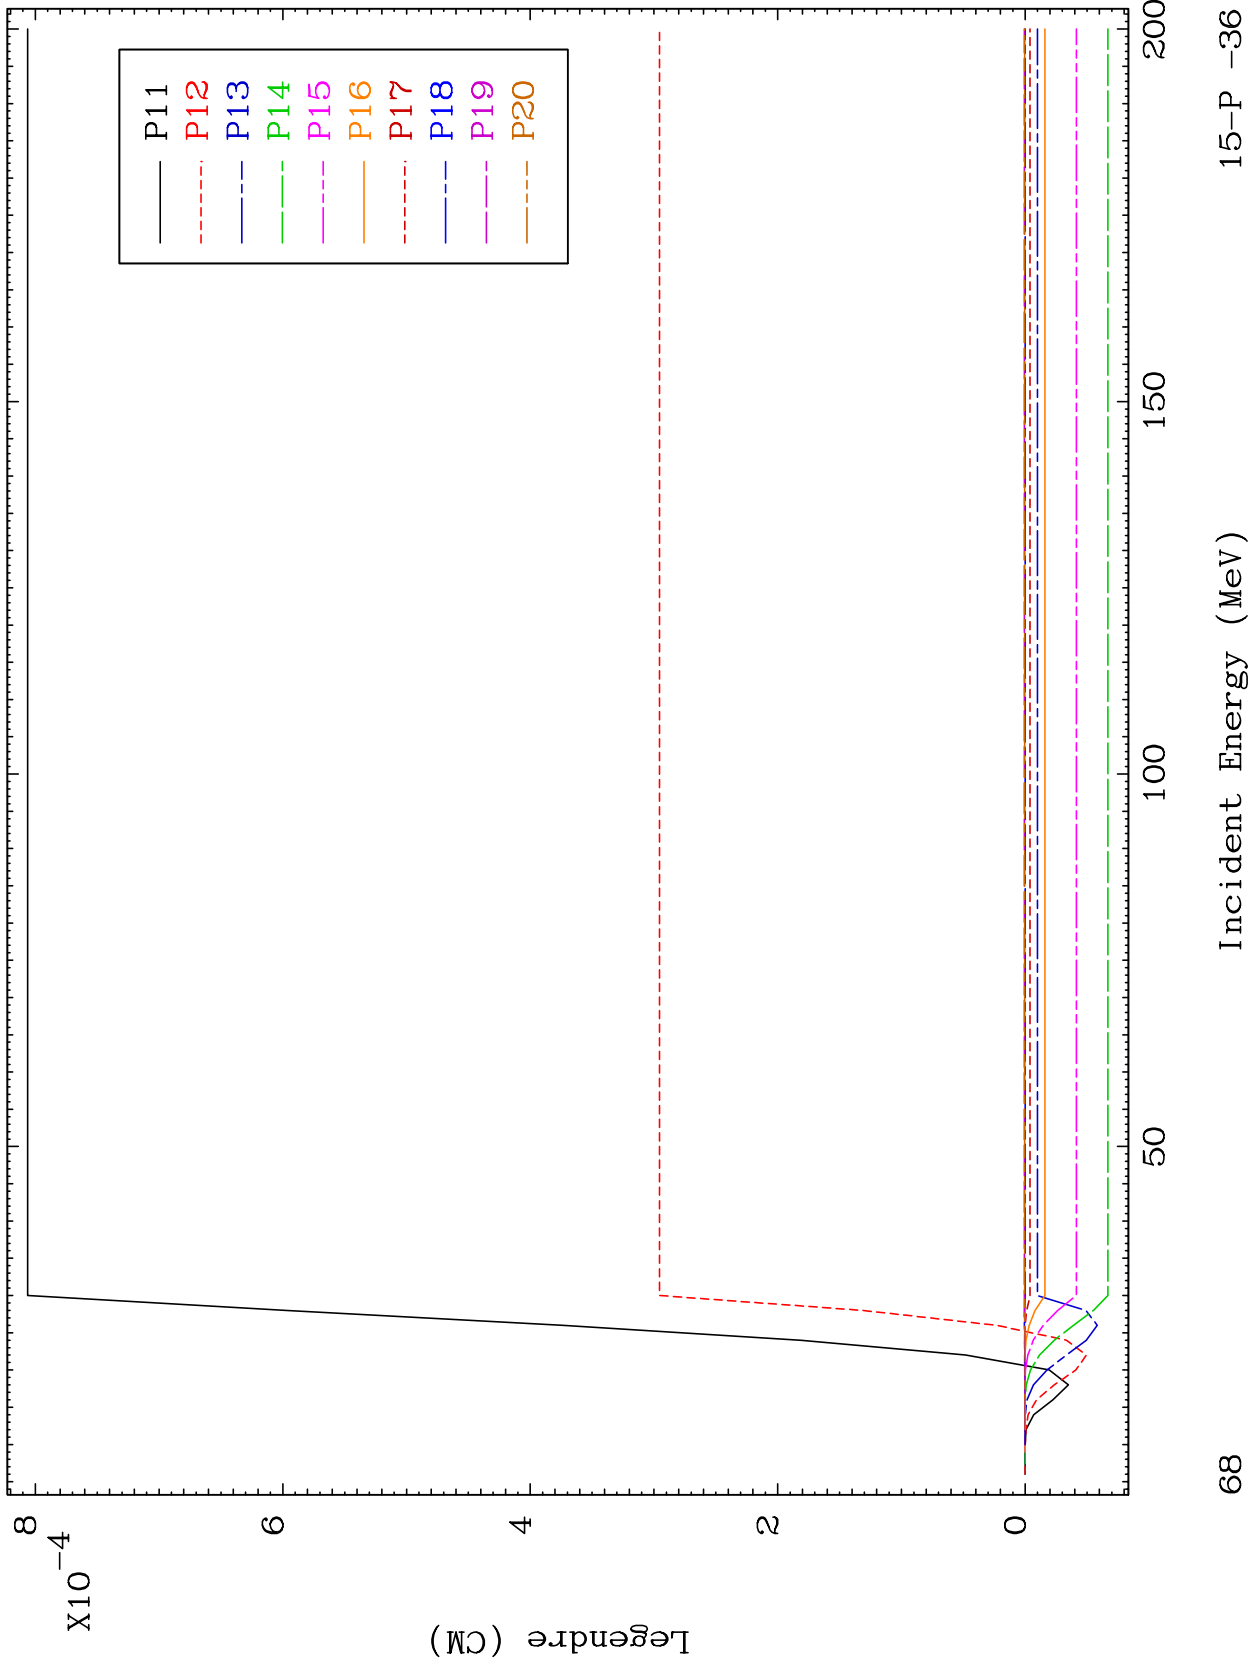 X10-4
8
6
4
2
0
Legendre (CM)
P11
P12
P13
P14
P15
P16
P17
P18
P19
P20
50
100
150
200
Incident Energy (MeV)
68
15-P -36